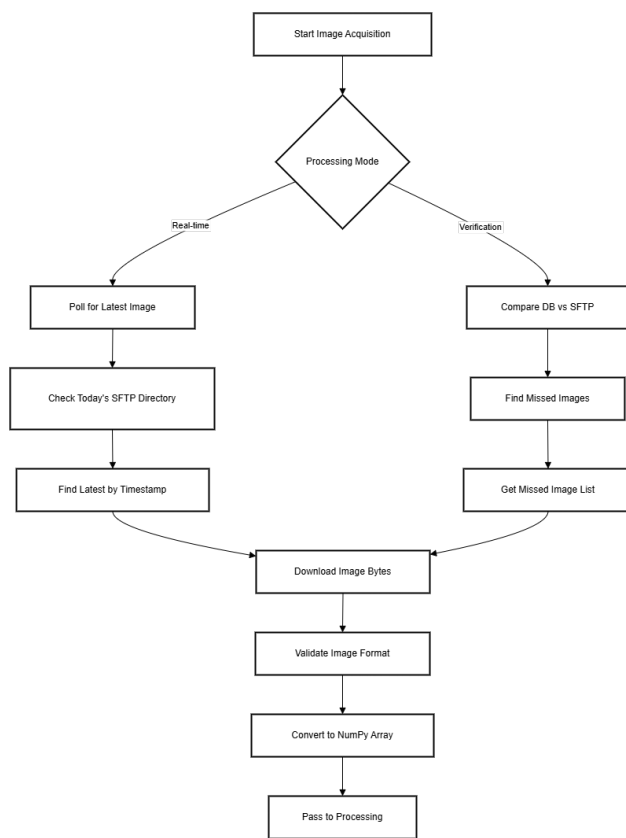 Start Image Acquisition
Processing Mode
Real-time
Verification
Poll for Latest Image
Compare DB vs SFTP
Check Today's SFTP Directory
Find Missed Images
Find Latest by Timestamp
Get Missed Image List
Download Image Bytes
Validate Image Format
Convert to NumPy Array
Pass to Processing